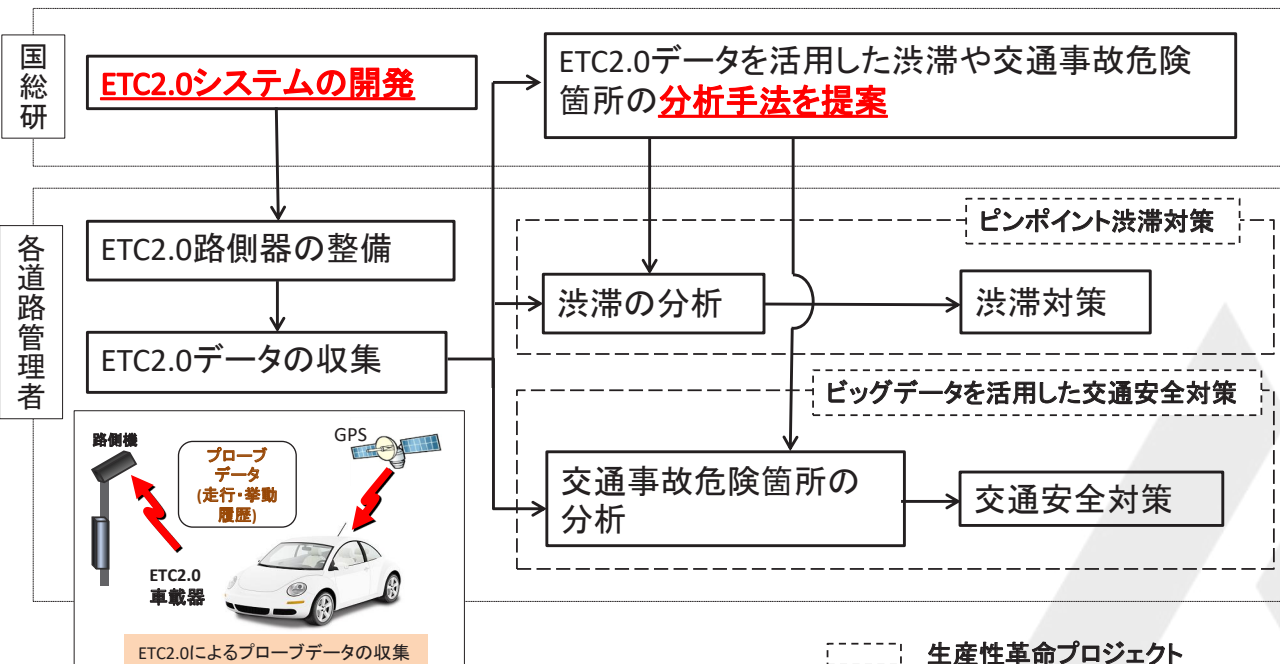 国総研
ETC2.0システムの開発
ETC2.0データを活用した渋滞や交通事故危険
箇所の分析手法を提案
各道路管理者
ETC2.0路側器の整備
ETC2.0データの収集
ピンポイント渋滞対策
渋滞の分析
渋滞対策
ビッグデータを活用した交通安全対策
交通事故危険箇所の
分析
交通安全対策
路側機
プローブ
データ
(走行・挙動
履歴)
GPS
ETC2.0
車載器
ETC2.0によるプローブデータの収集
生産性革命プロジェクト